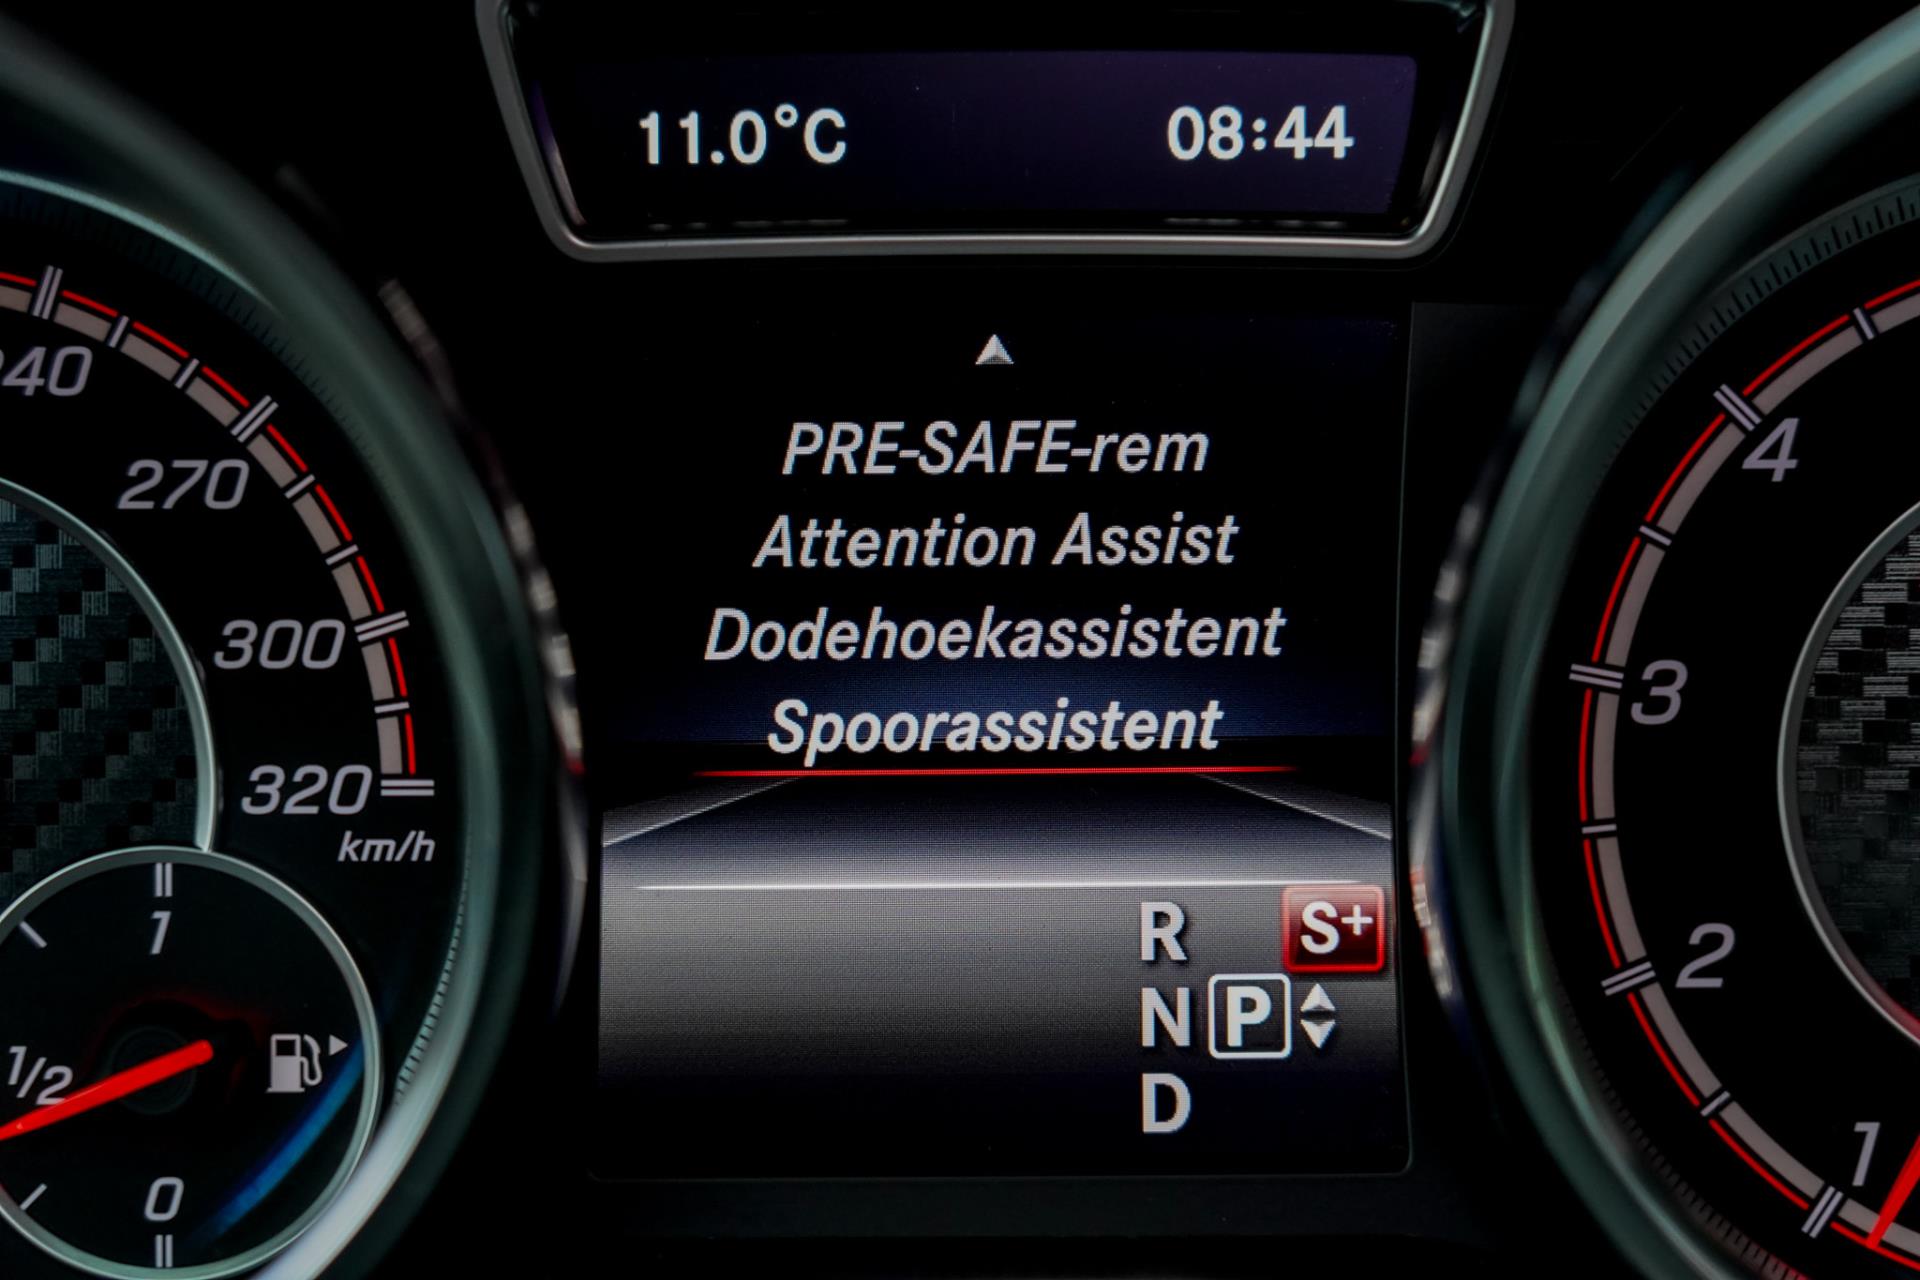 11.0°C 08:44
PRE-SAFE-rem
Attention Assist
Dodehoekassistent
Spoorassistent
R S+
N P
D
270
300
320
km/h
1
1/2
0
4
3
2
1